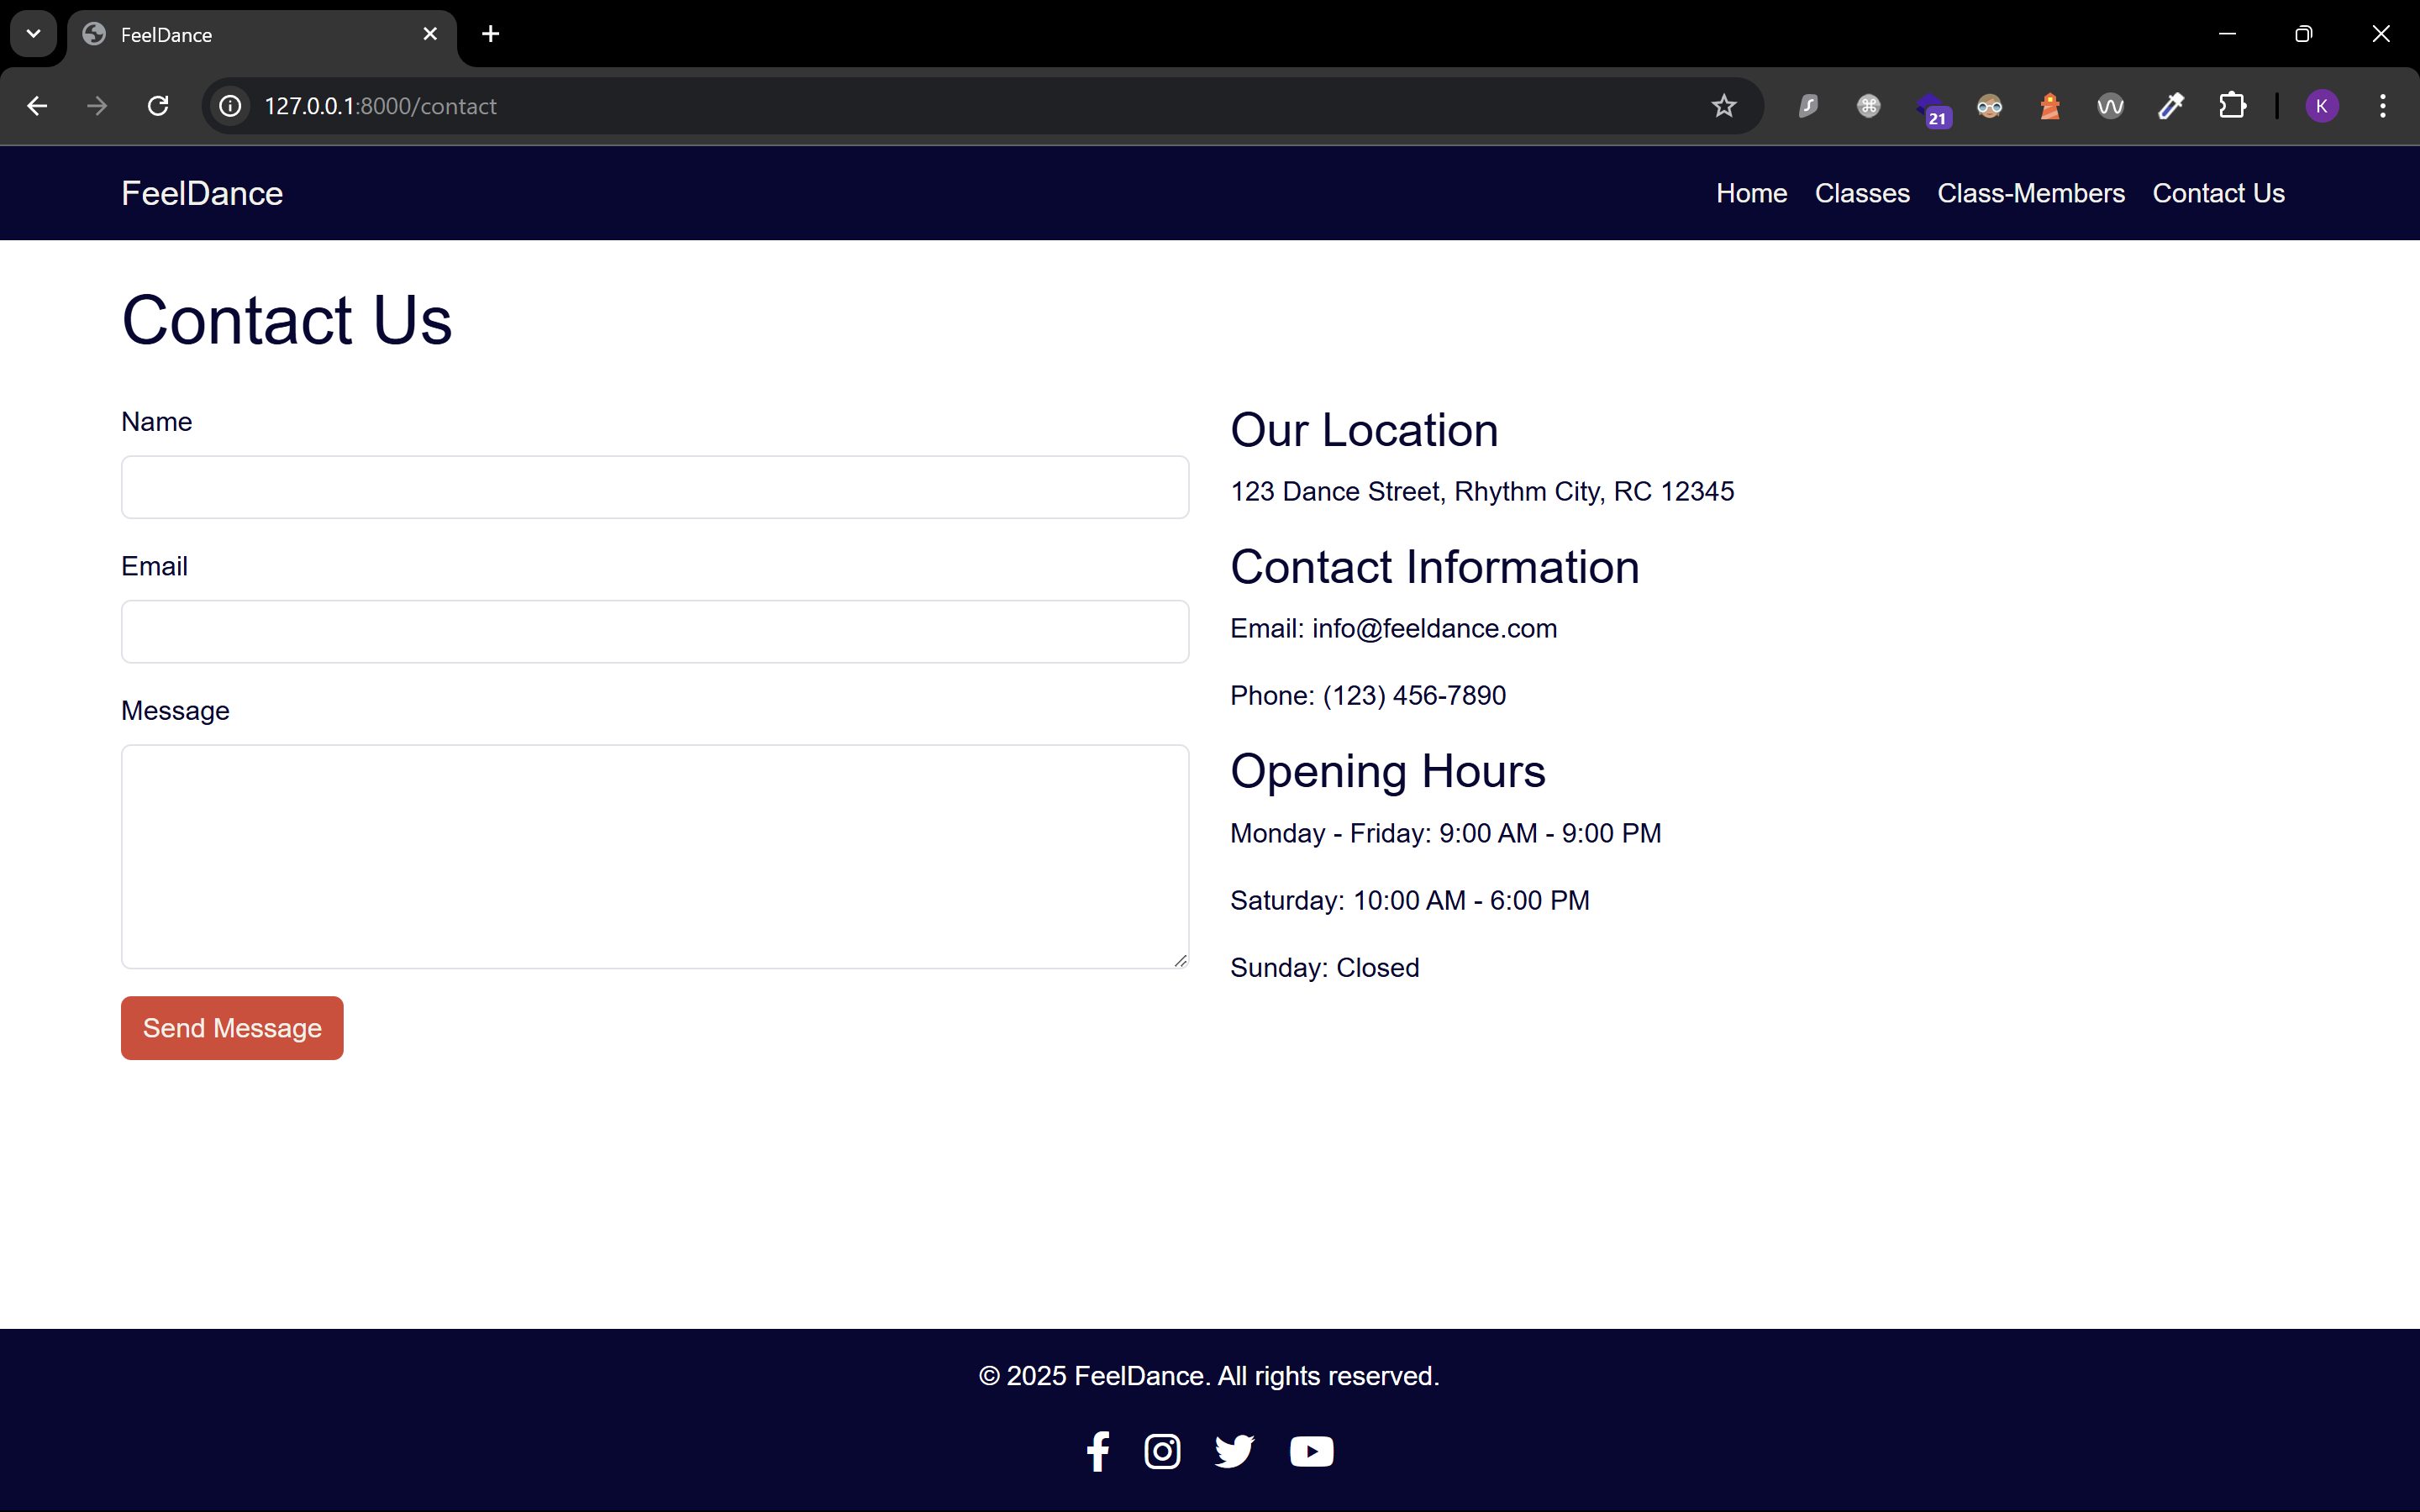 FeelDance
127.0.0.1:8000/contact
21
K
FeelDance
Home Classes Class-Members Contact Us
Contact Us
Name
Email
Message
Send Message
Our Location
123 Dance Street, Rhythm City, RC 12345
Contact Information
Email: info@feeldance.com
Phone: (123) 456-7890
Opening Hours
Monday - Friday: 9:00 AM - 9:00 PM
Saturday: 10:00 AM - 6:00 PM
Sunday: Closed
© 2025 FeelDance. All rights reserved.